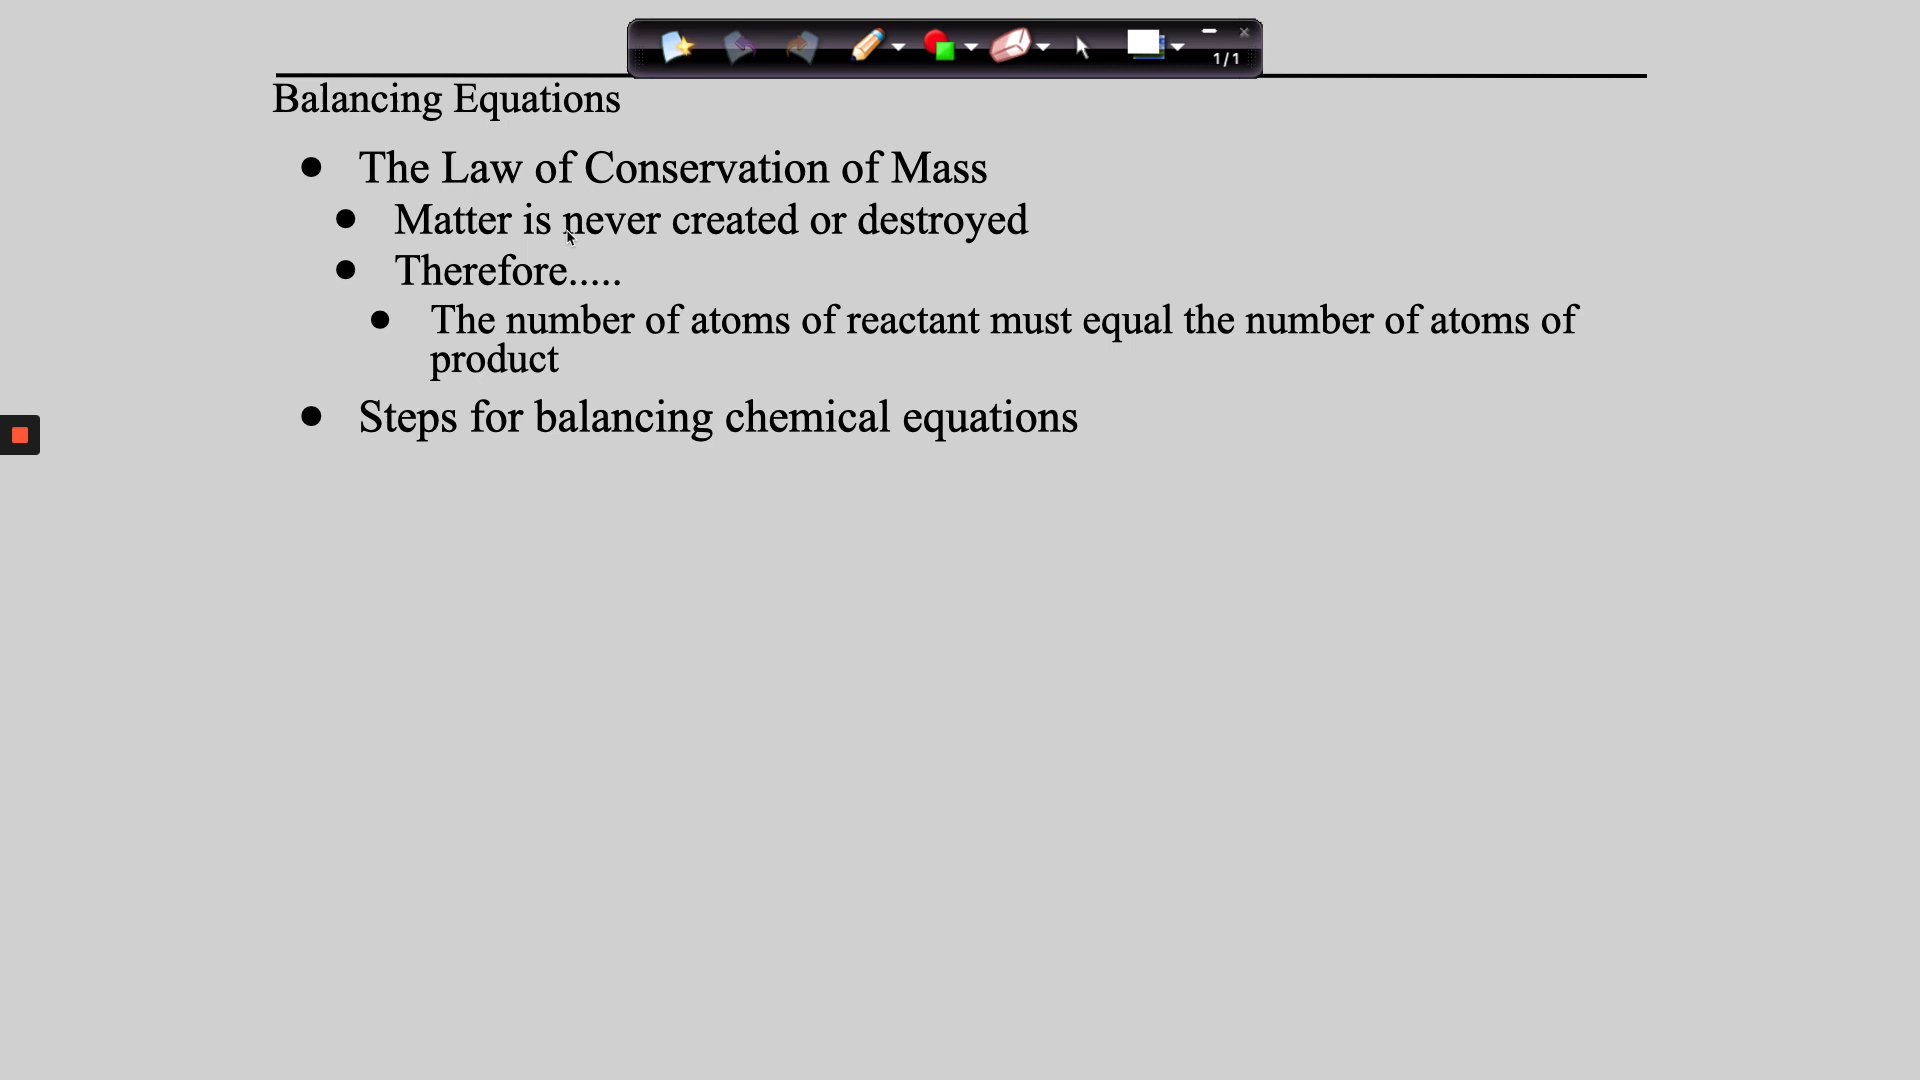 1/1
Balancing Equations
● The Law of Conservation of Mass
● Matter is never created or destroyed
● Therefore.....
● The number of atoms of reactant must equal the number of atoms of
product
● Steps for balancing chemical equations